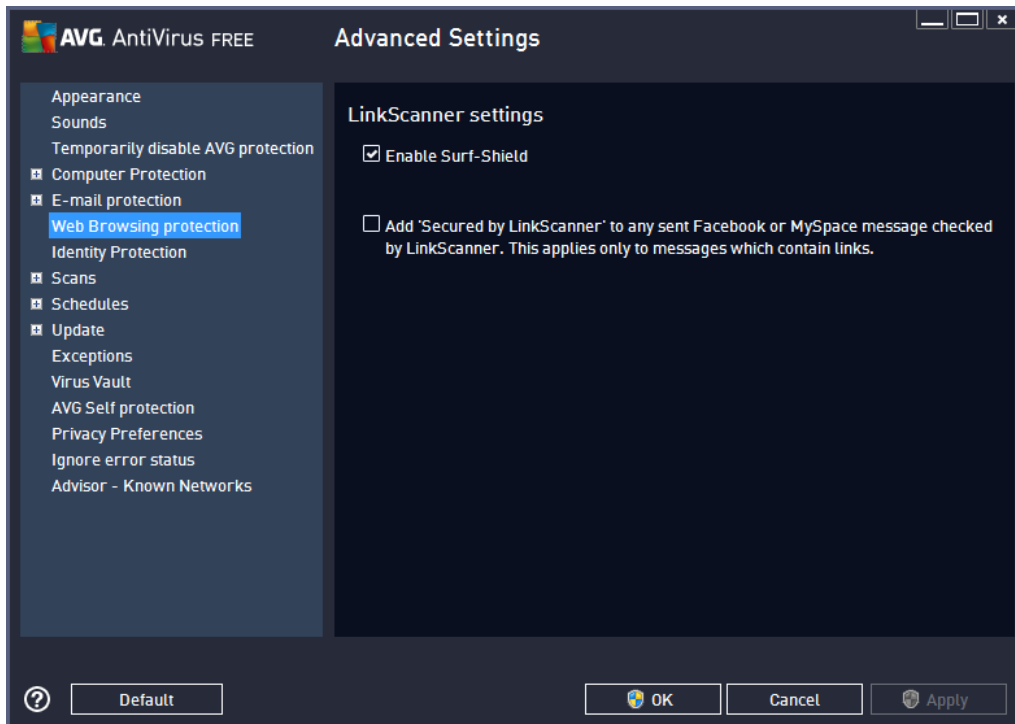 AVG. AntiVirus FREE
Advanced Settings
Appearance
Sounds
Temporarily disable AVG protection
Computer Protection
E-mail protection
Web Browsing protection
Identity Protection
Scans
Schedules
Update
Exceptions
Virus Vault
AVG Self protection
Privacy Preferences
Ignore error status
Advisor - Known Networks
LinkScanner settings
Enable Surf-Shield
Add 'Secured by LinkScanner' to any sent Facebook or MySpace message checked
by LinkScanner. This applies only to messages which contain links.
? Default OK Cancel Apply